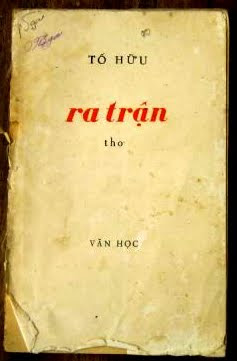 TỐ HỮU
ra trận
thơ
VĂN HỌC